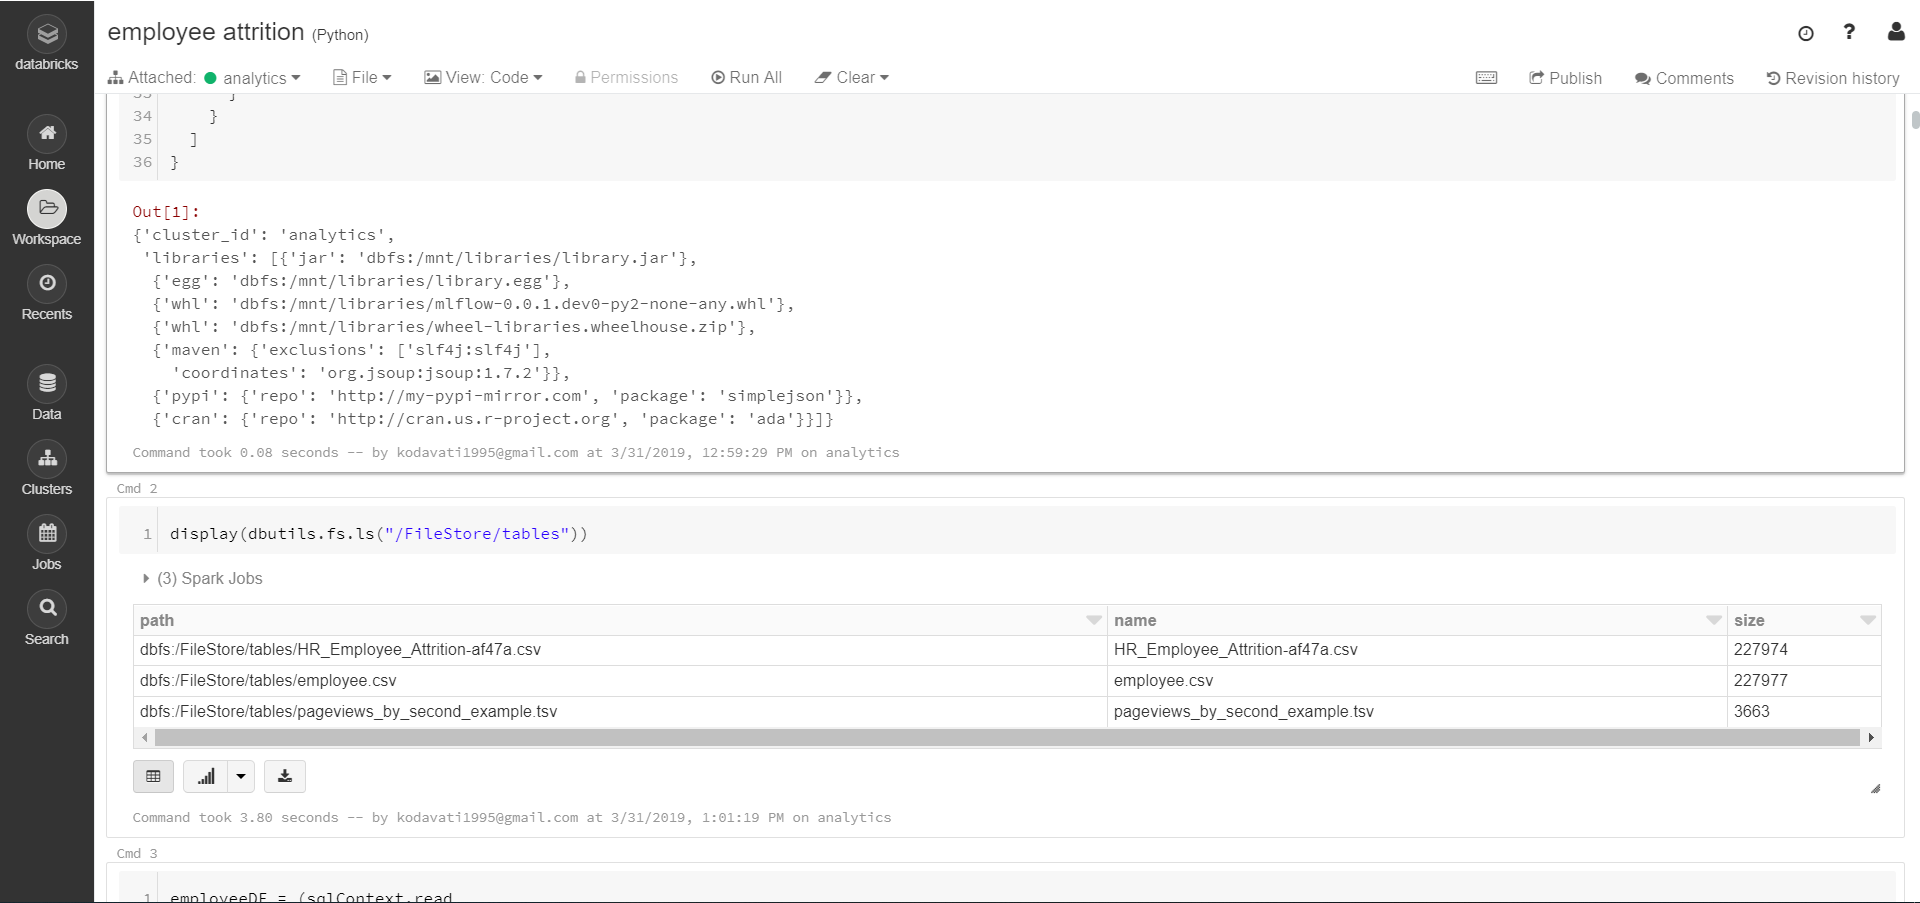 employee attrition (Python)
databricks
Attached: analytics File View: Code Permissions Run All Clear Publish Comments Revision history
33 }
34 }
35 ]
36 }
Home
Out[1]:
{'cluster_id': 'analytics',
'libraries': [{'jar': 'dbfs:/mnt/libraries/library.jar'},
{'egg': 'dbfs:/mnt/libraries/library.egg'},
{'whl': 'dbfs:/mnt/libraries/mlflow-0.0.1.dev0-py2-none-any.whl'},
{'whl': 'dbfs:/mnt/libraries/wheel-libraries.wheelhouse.zip'},
{'maven': {'exclusions': ['slf4j:slf4j'],
'coordinates': 'org.jsoup:jsoup:1.7.2'}},
{'pypi': {'repo': 'http://my-pypi-mirror.com', 'package': 'simplejson'}},
{'cran': {'repo': 'http://cran.us.r-project.org', 'package': 'ada'}}]}
Command took 0.08 seconds -- by kodavati1995@gmail.com at 3/31/2019, 12:59:29 PM on analytics
Workspace
Recents
Data
Clusters
Jobs
Search
Cmd 2
1 display(dbutils.fs.ls("/FileStore/tables"))
(3) Spark Jobs
path name size
dbfs:/FileStore/tables/HR_Employee_Attrition-af47a.csv HR_Employee_Attrition-af47a.csv 227974
dbfs:/FileStore/tables/employee.csv employee.csv 227977
dbfs:/FileStore/tables/pageviews_by_second_example.tsv pageviews_by_second_example.tsv 3663
Command took 3.80 seconds -- by kodavati1995@gmail.com at 3/31/2019, 1:01:19 PM on analytics
Cmd 3
1 employeeDF = (sqlContext.read